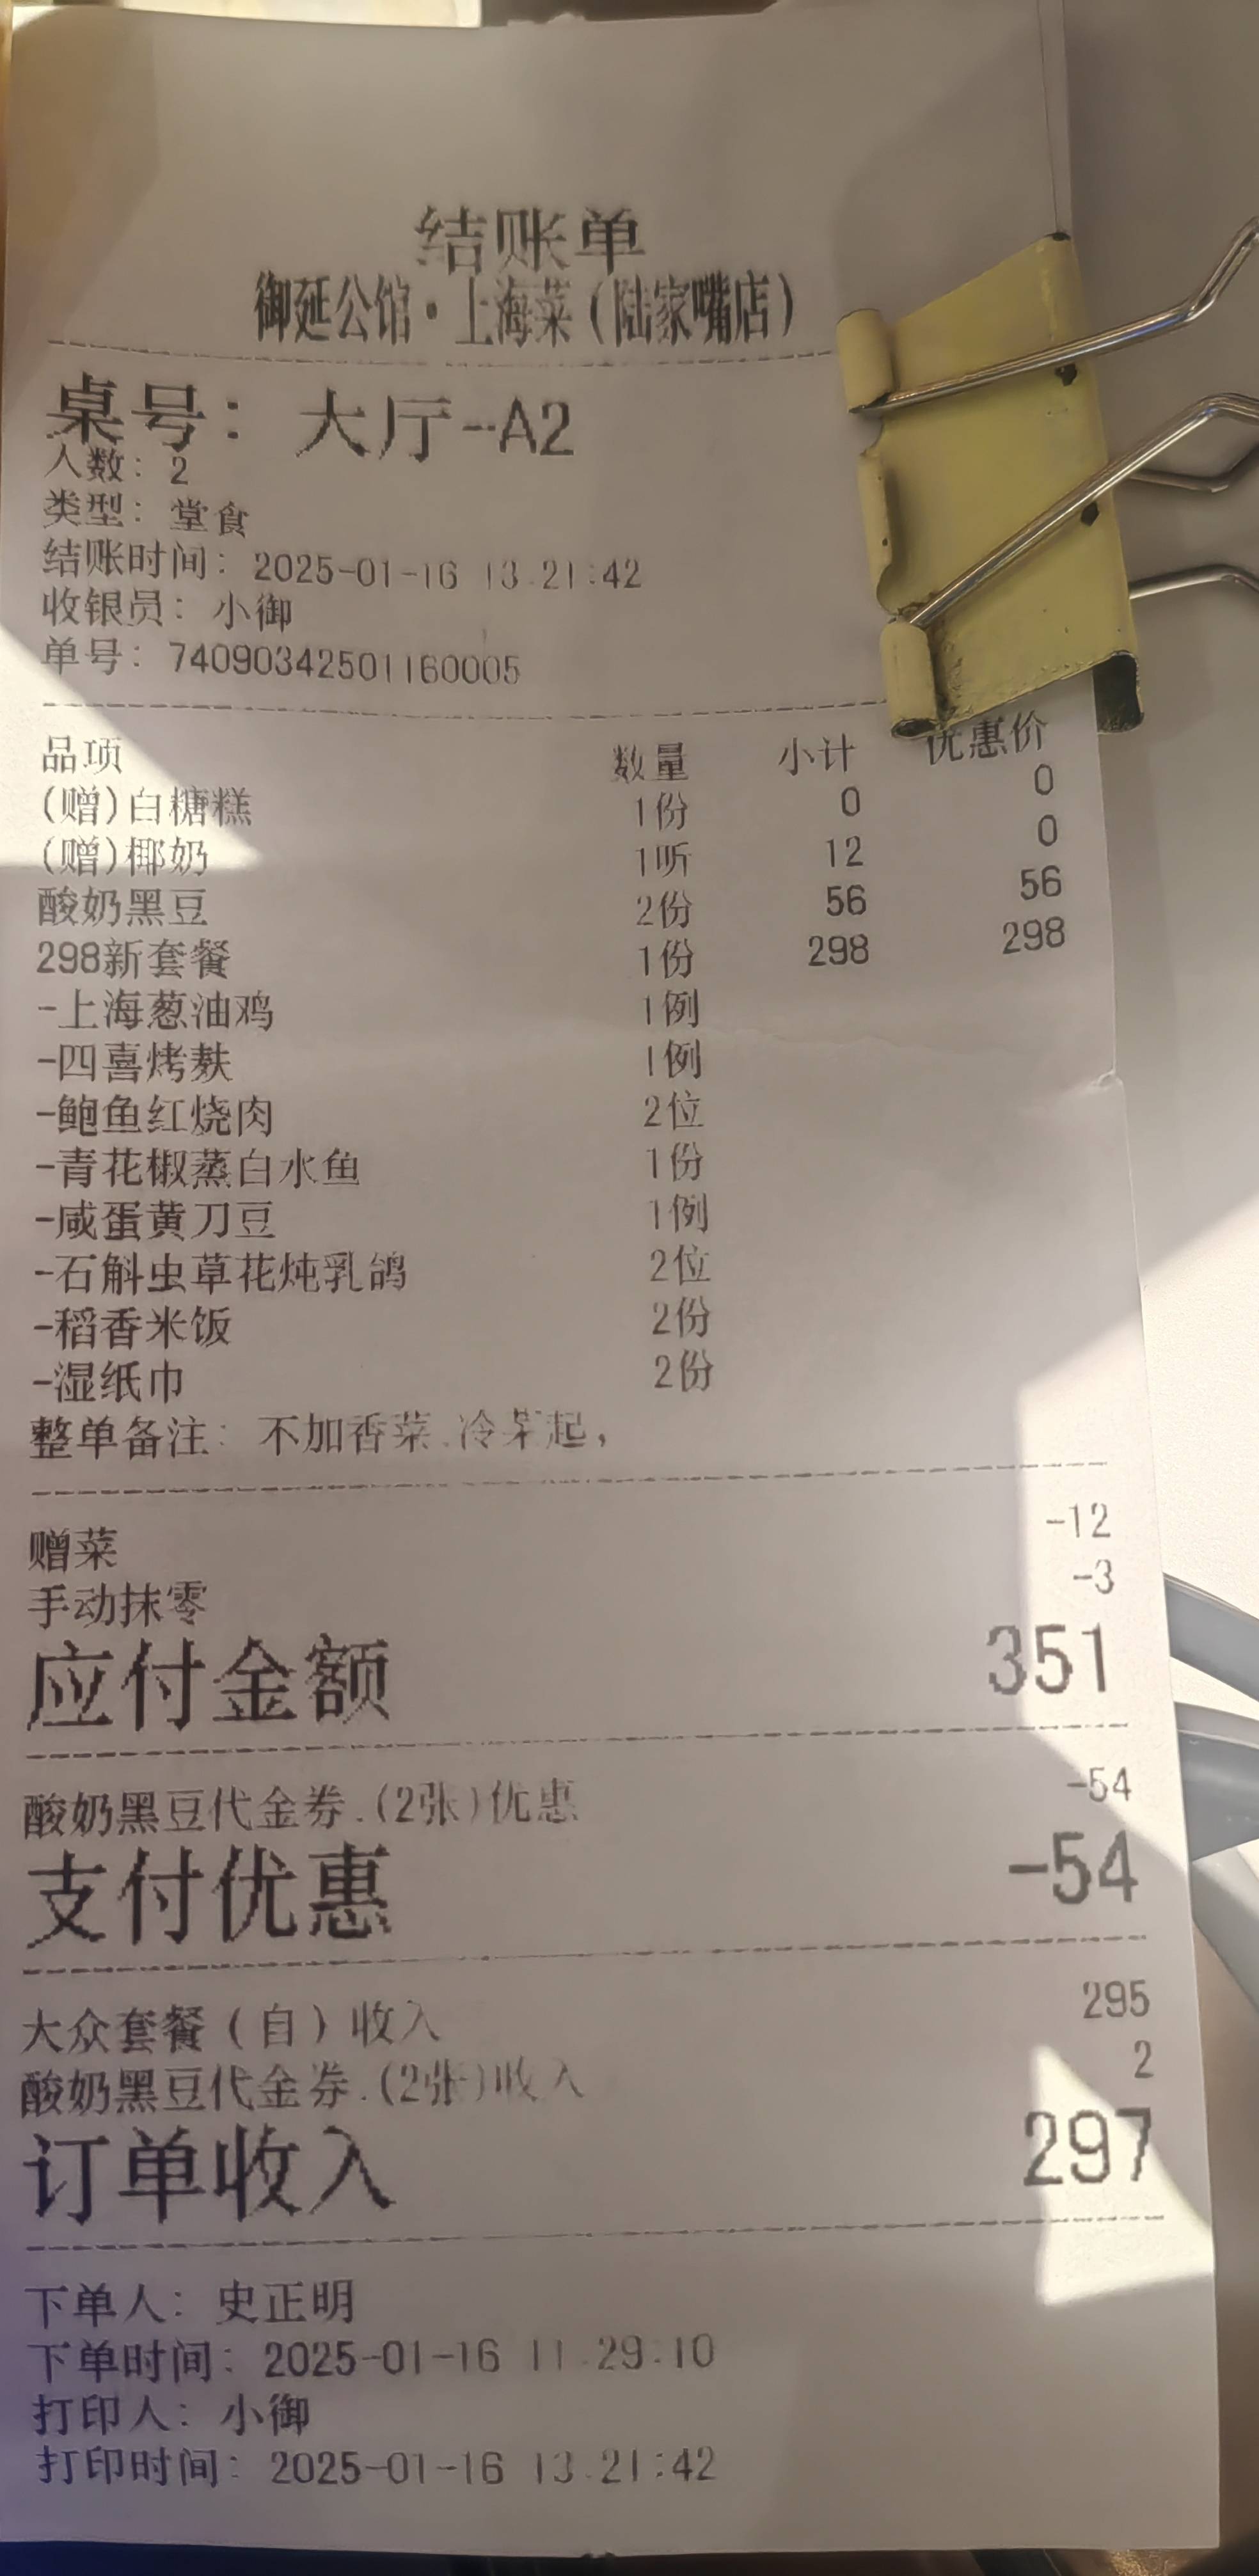 结账单
御延公馆·上海菜(陆家嘴店)
桌号: 大厅-A2
人数: 2
类型: 堂食
结账时间: 2025-01-16 13:21:42
收银员: 小御
单号: 74090342501160005
品项 数量 小计 优惠价
(赠)白糖糕 1份 0 0
(赠)椰奶 1听 12 0
酸奶黑豆 2份 56 56
298新套餐 1份 298 298
-上海葱油鸡 1例
-四喜烤麸 1例
-鲍鱼红烧肉 2位
-青花椒蒸白水鱼 1份
-咸蛋黄刀豆 1例
-石斛虫草花炖乳鸽 2位
-稻香米饭 2份
-湿纸巾 2份
整单备注: 不加香菜.冷菜起,
赠菜 -12
手动抹零 -3
应付金额 351
酸奶黑豆代金券.(2张)优惠 -54
支付优惠 -54
大众套餐(自)收入 295
酸奶黑豆代金券.(2张)收入 2
订单收入 297
下单人: 史正明
下单时间: 2025-01-16 11:29:10
打印人: 小御
打印时间: 2025-01-16 13:21:42